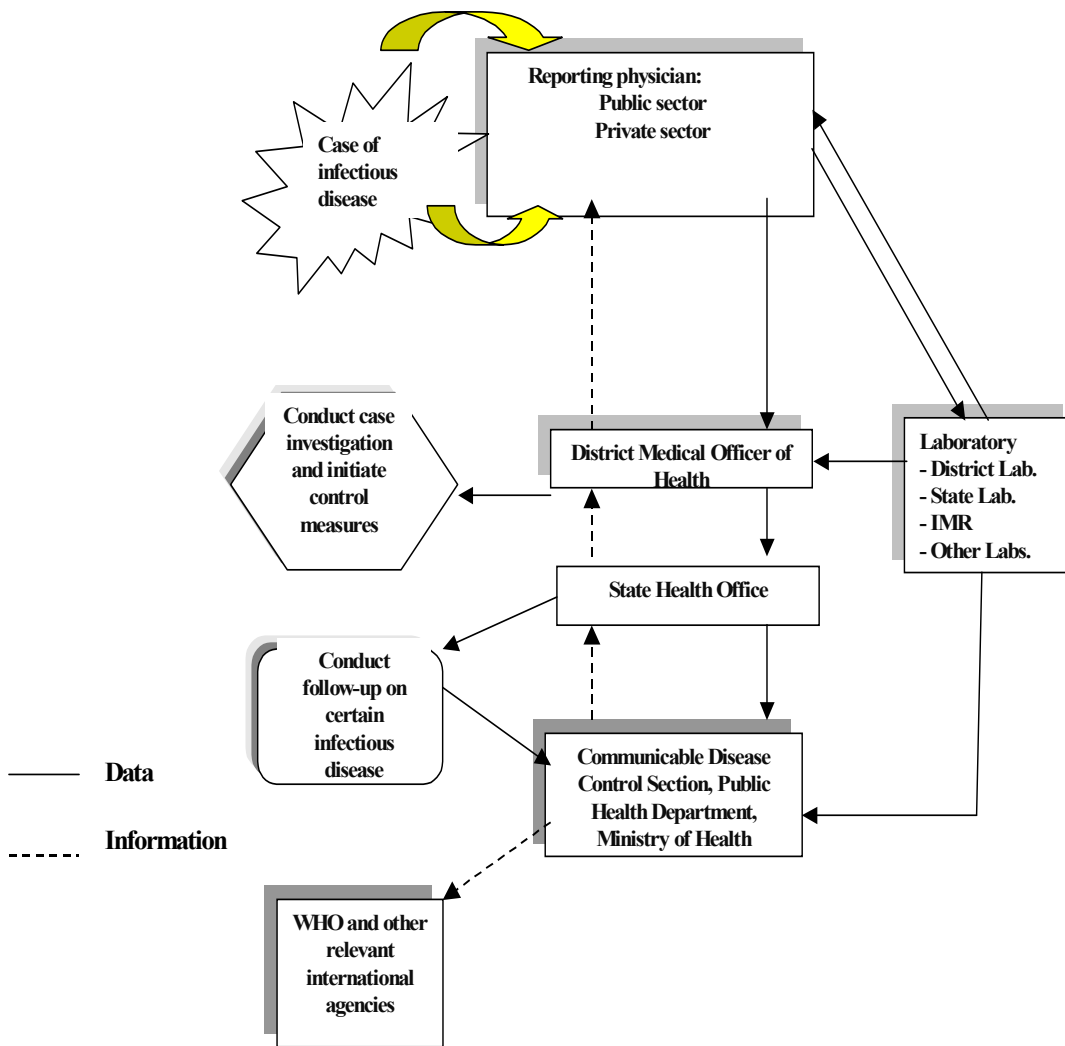 Reporting physician:
Public sector
Private sector
Case of
infectious
disease
Conduct case
investigation
and initiate
control
measures
District Medical Officer of
Health
Laboratory
- District Lab.
- State Lab.
- IMR
- Other Labs.
State Health Office
Conduct
follow-up on
certain
infectious
disease
Communicable Disease
Control Section, Public
Health Department,
Ministry of Health
Data
Information
WHO and other
relevant
international
agencies